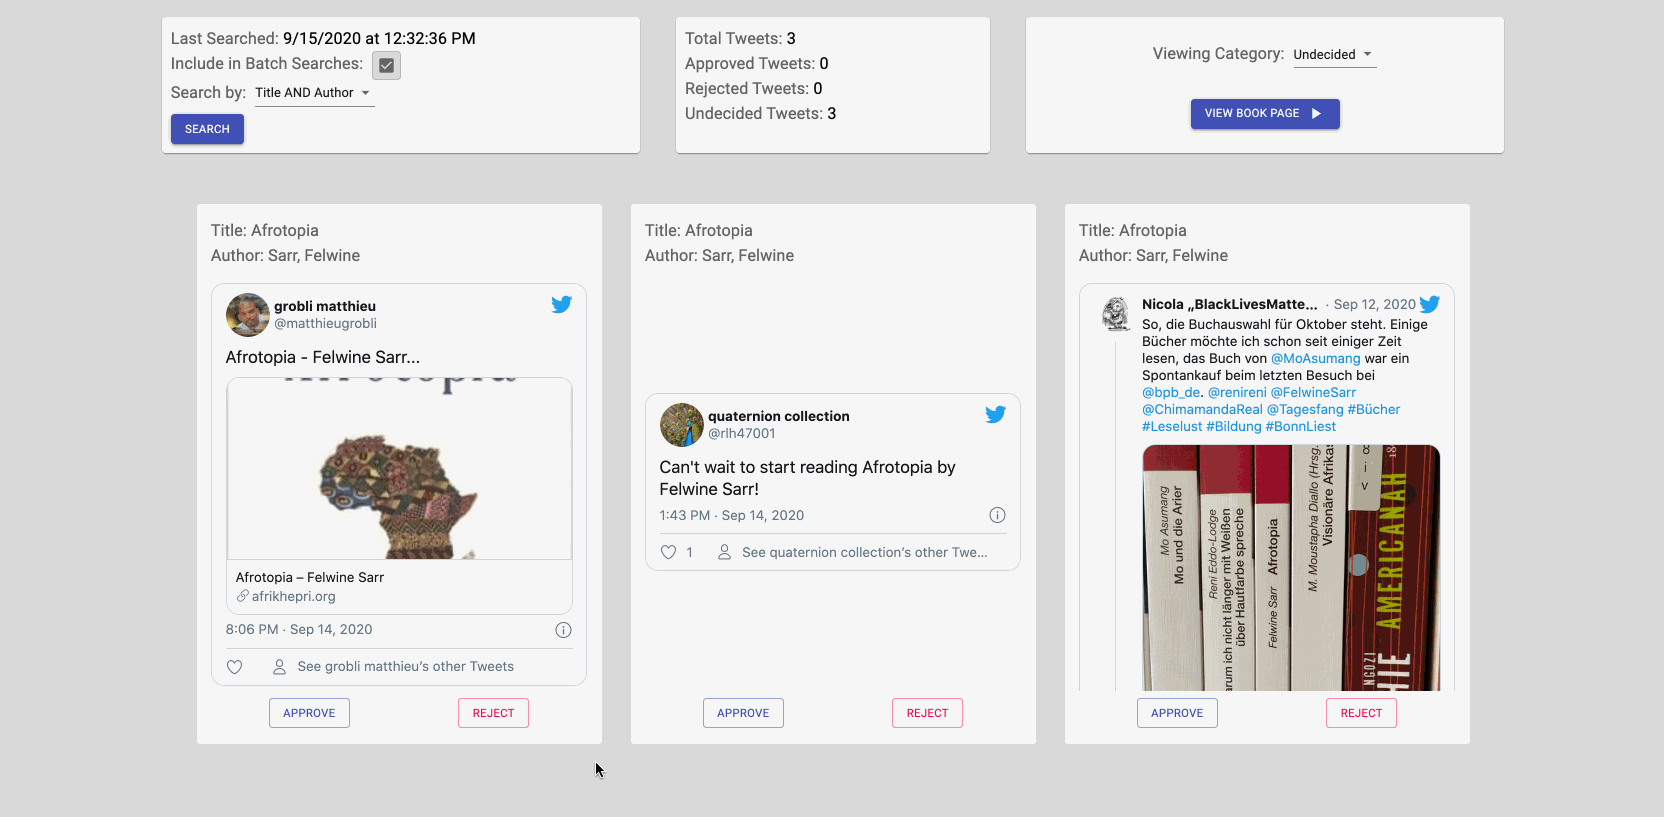 Last Searched: 9/15/2020 at 12:32:36 PM
Include in Batch Searches:
Search by: Title AND Author
SEARCH
Total Tweets: 3
Approved Tweets: 0
Rejected Tweets: 0
Undecided Tweets: 3
Viewing Category: Undecided
VIEW BOOK PAGE
Title: Afrotopia
Author: Sarr, Felwine
grobli matthieu
@matthieugrobli
Afrotopia - Felwine Sarr...
Afrotopia – Felwine Sarr
afrikhepri.org
8:06 PM · Sep 14, 2020
See grobli matthieu's other Tweets
APPROVE
REJECT
Title: Afrotopia
Author: Sarr, Felwine
quaternion collection
@rlh47001
Can't wait to start reading Afrotopia by
Felwine Sarr!
1:43 PM · Sep 14, 2020
1
See quaternion collection's other Twe...
APPROVE
REJECT
Title: Afrotopia
Author: Sarr, Felwine
Nicola „BlackLivesMatte... · Sep 12, 2020
So, die Buchauswahl für Oktober steht. Einige
Bücher möchte ich schon seit einiger Zeit
lesen, das Buch von @MoAsumang war ein
Spontankauf beim letzten Besuch bei
@bpb_de. @renireni @FelwineSarr
@ChimamandaReal @Tagesfang #Bücher
#Leselust #Bildung #BonnLiest
Mo Asumang
Mo und die Arier
Reni Eddo-Lodge
arum ich nicht länger mit Weißen
über Hautfarbe spreche
Felwine Sarr Afrotopia
M. Moustapha Diallo (Hrsg.
Visionäre Afrikas
AMERICANAH
NGOZI
HIE
APPROVE
REJECT